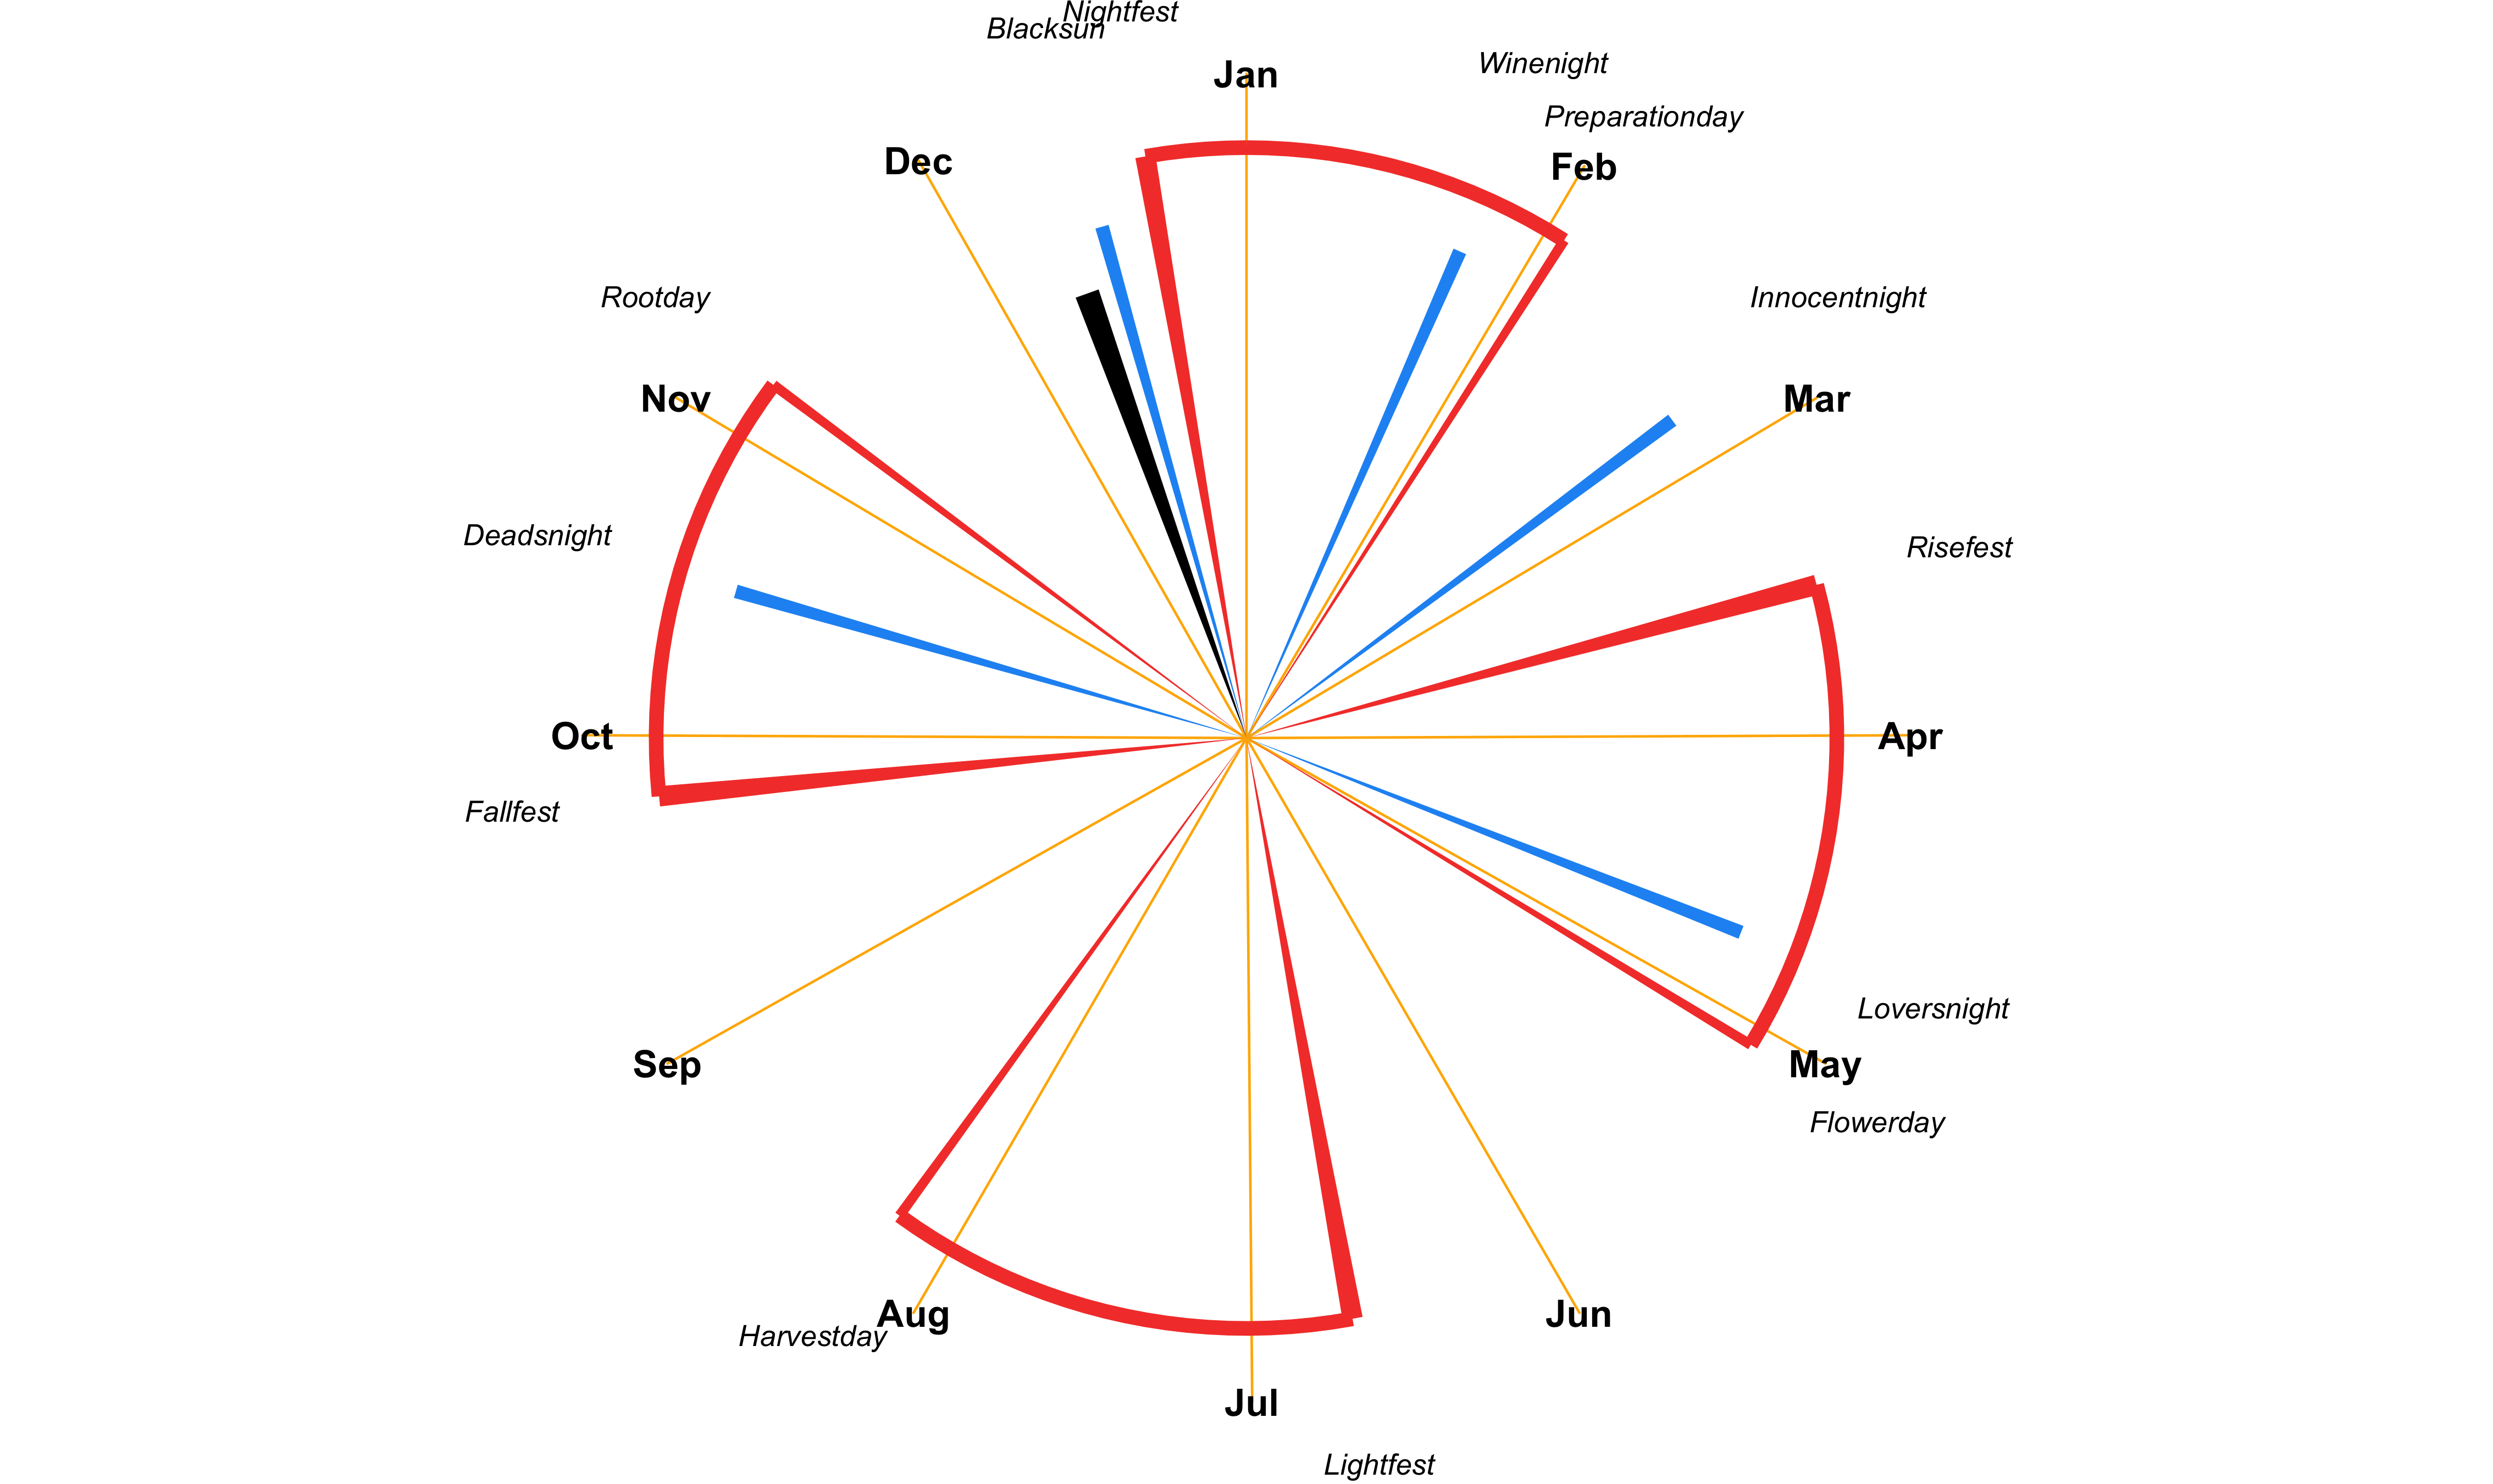 Nightfest
Blacksun
Winenight
Jan
Preparationday
Dec
Feb
Rootday
Innocentnight
Nov
Mar
Deadsnight
Risefest
Oct
Apr
Fallfest
Loversnight
Sep
May
Flowerday
Aug
Jun
Harvestday
Jul
Lightfest